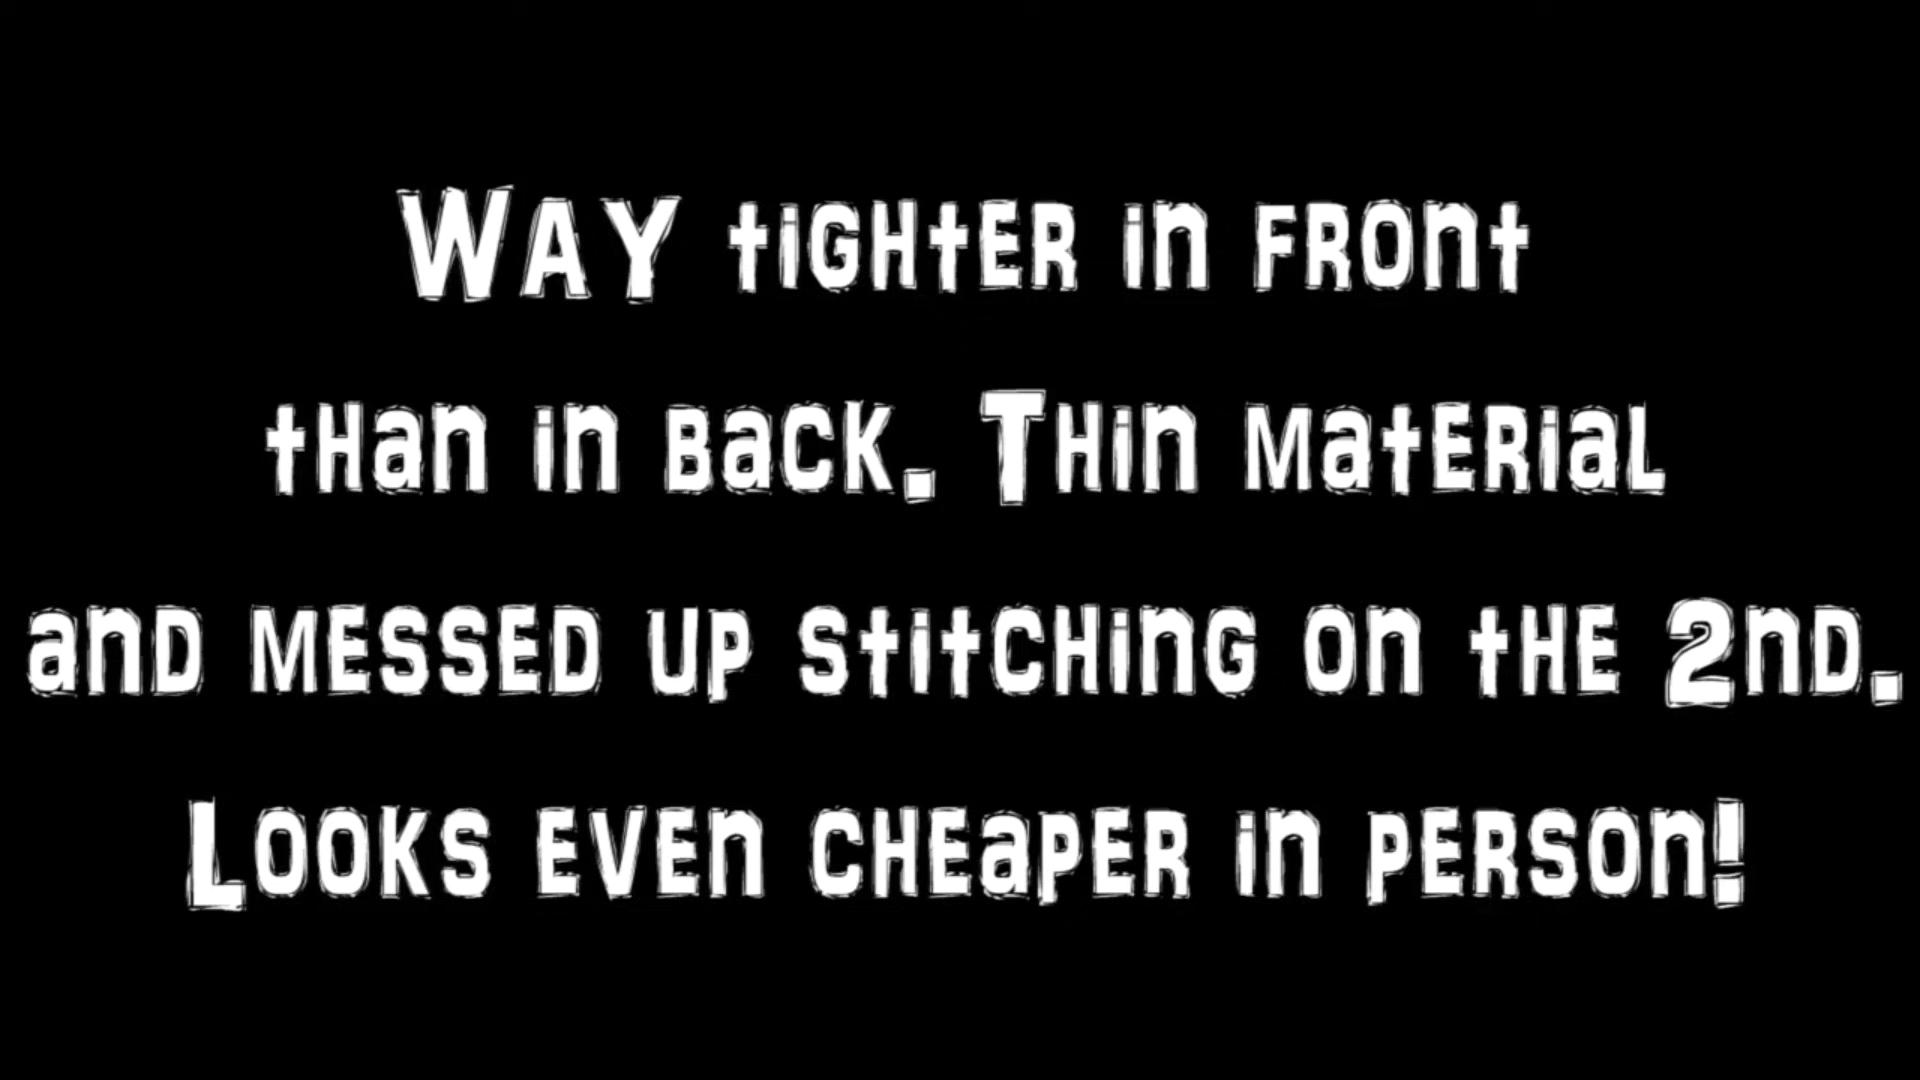 WAY tighter in front
than in back. Thin material
and messed up stitching on the 2nd.
Looks even cheaper in person!